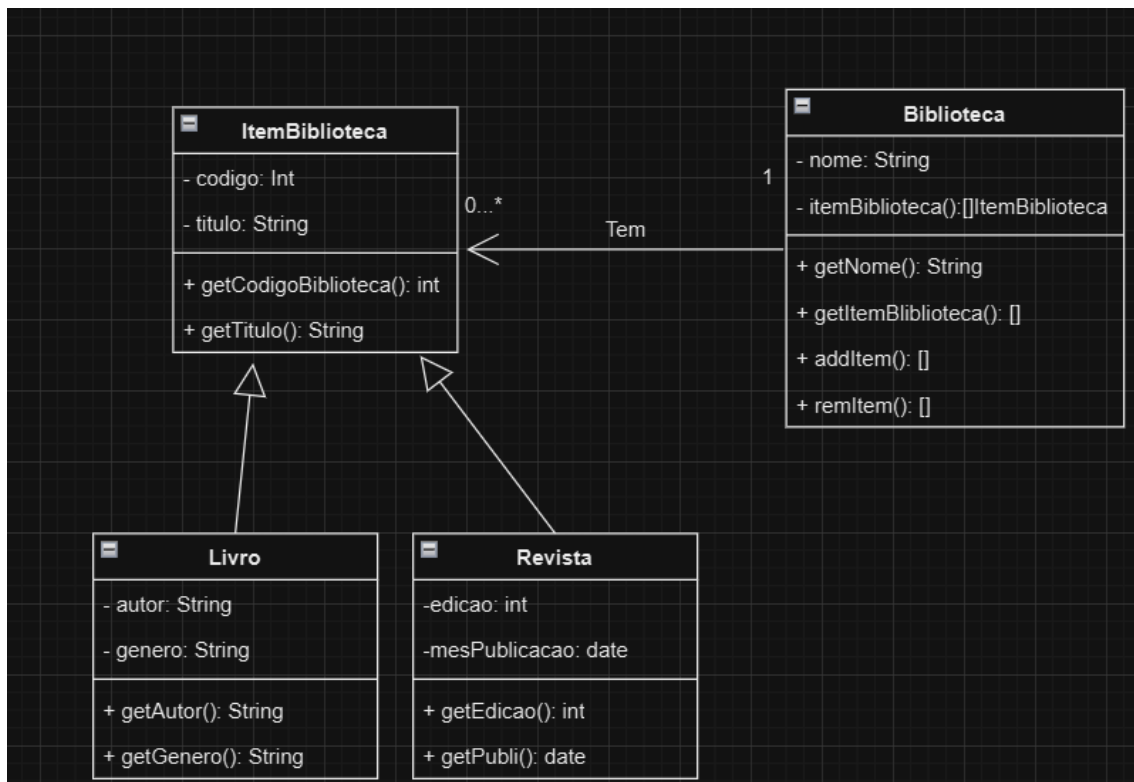 ItemBiblioteca
- codigo: Int
- titulo: String
+ getCodigoBiblioteca(): int
+ getTitulo(): String
0...*
Tem
1
Biblioteca
- nome: String
- itemBiblioteca():[]ItemBiblioteca
+ getNome(): String
+ getItemBliblioteca(): []
+ addItem(): []
+ remItem(): []
Livro
- autor: String
- genero: String
+ getAutor(): String
+ getGenero(): String
Revista
-edicao: int
-mesPublicacao: date
+ getEdicao(): int
+ getPubli(): date